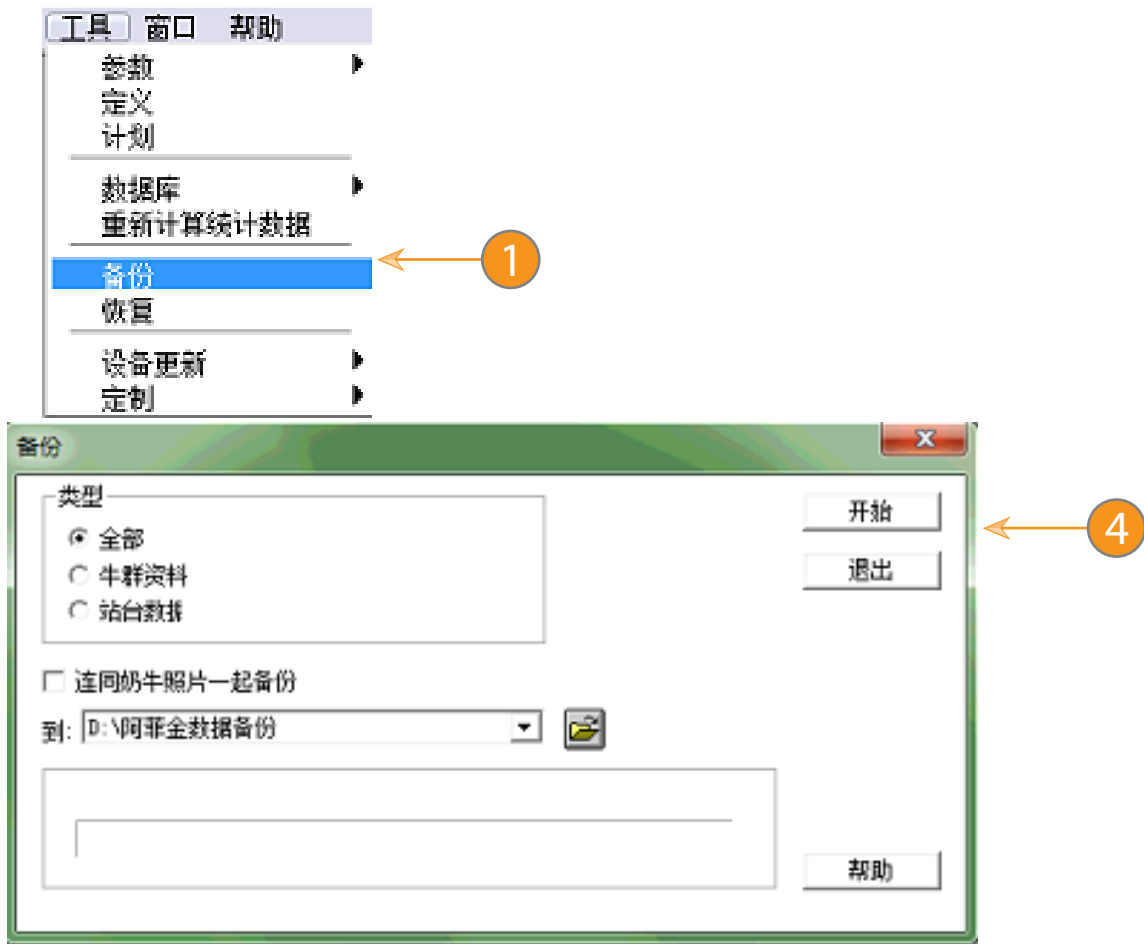 工具 窗口 帮助
参数
定义
计划
数据库
重新计算统计数据
备份
1
恢复
设备更新
定制
备份
类型
开始
4
全部
退出
牛群资料
站台数据
连同奶牛照片一起备份
到: D:\阿菲金数据备份
帮助